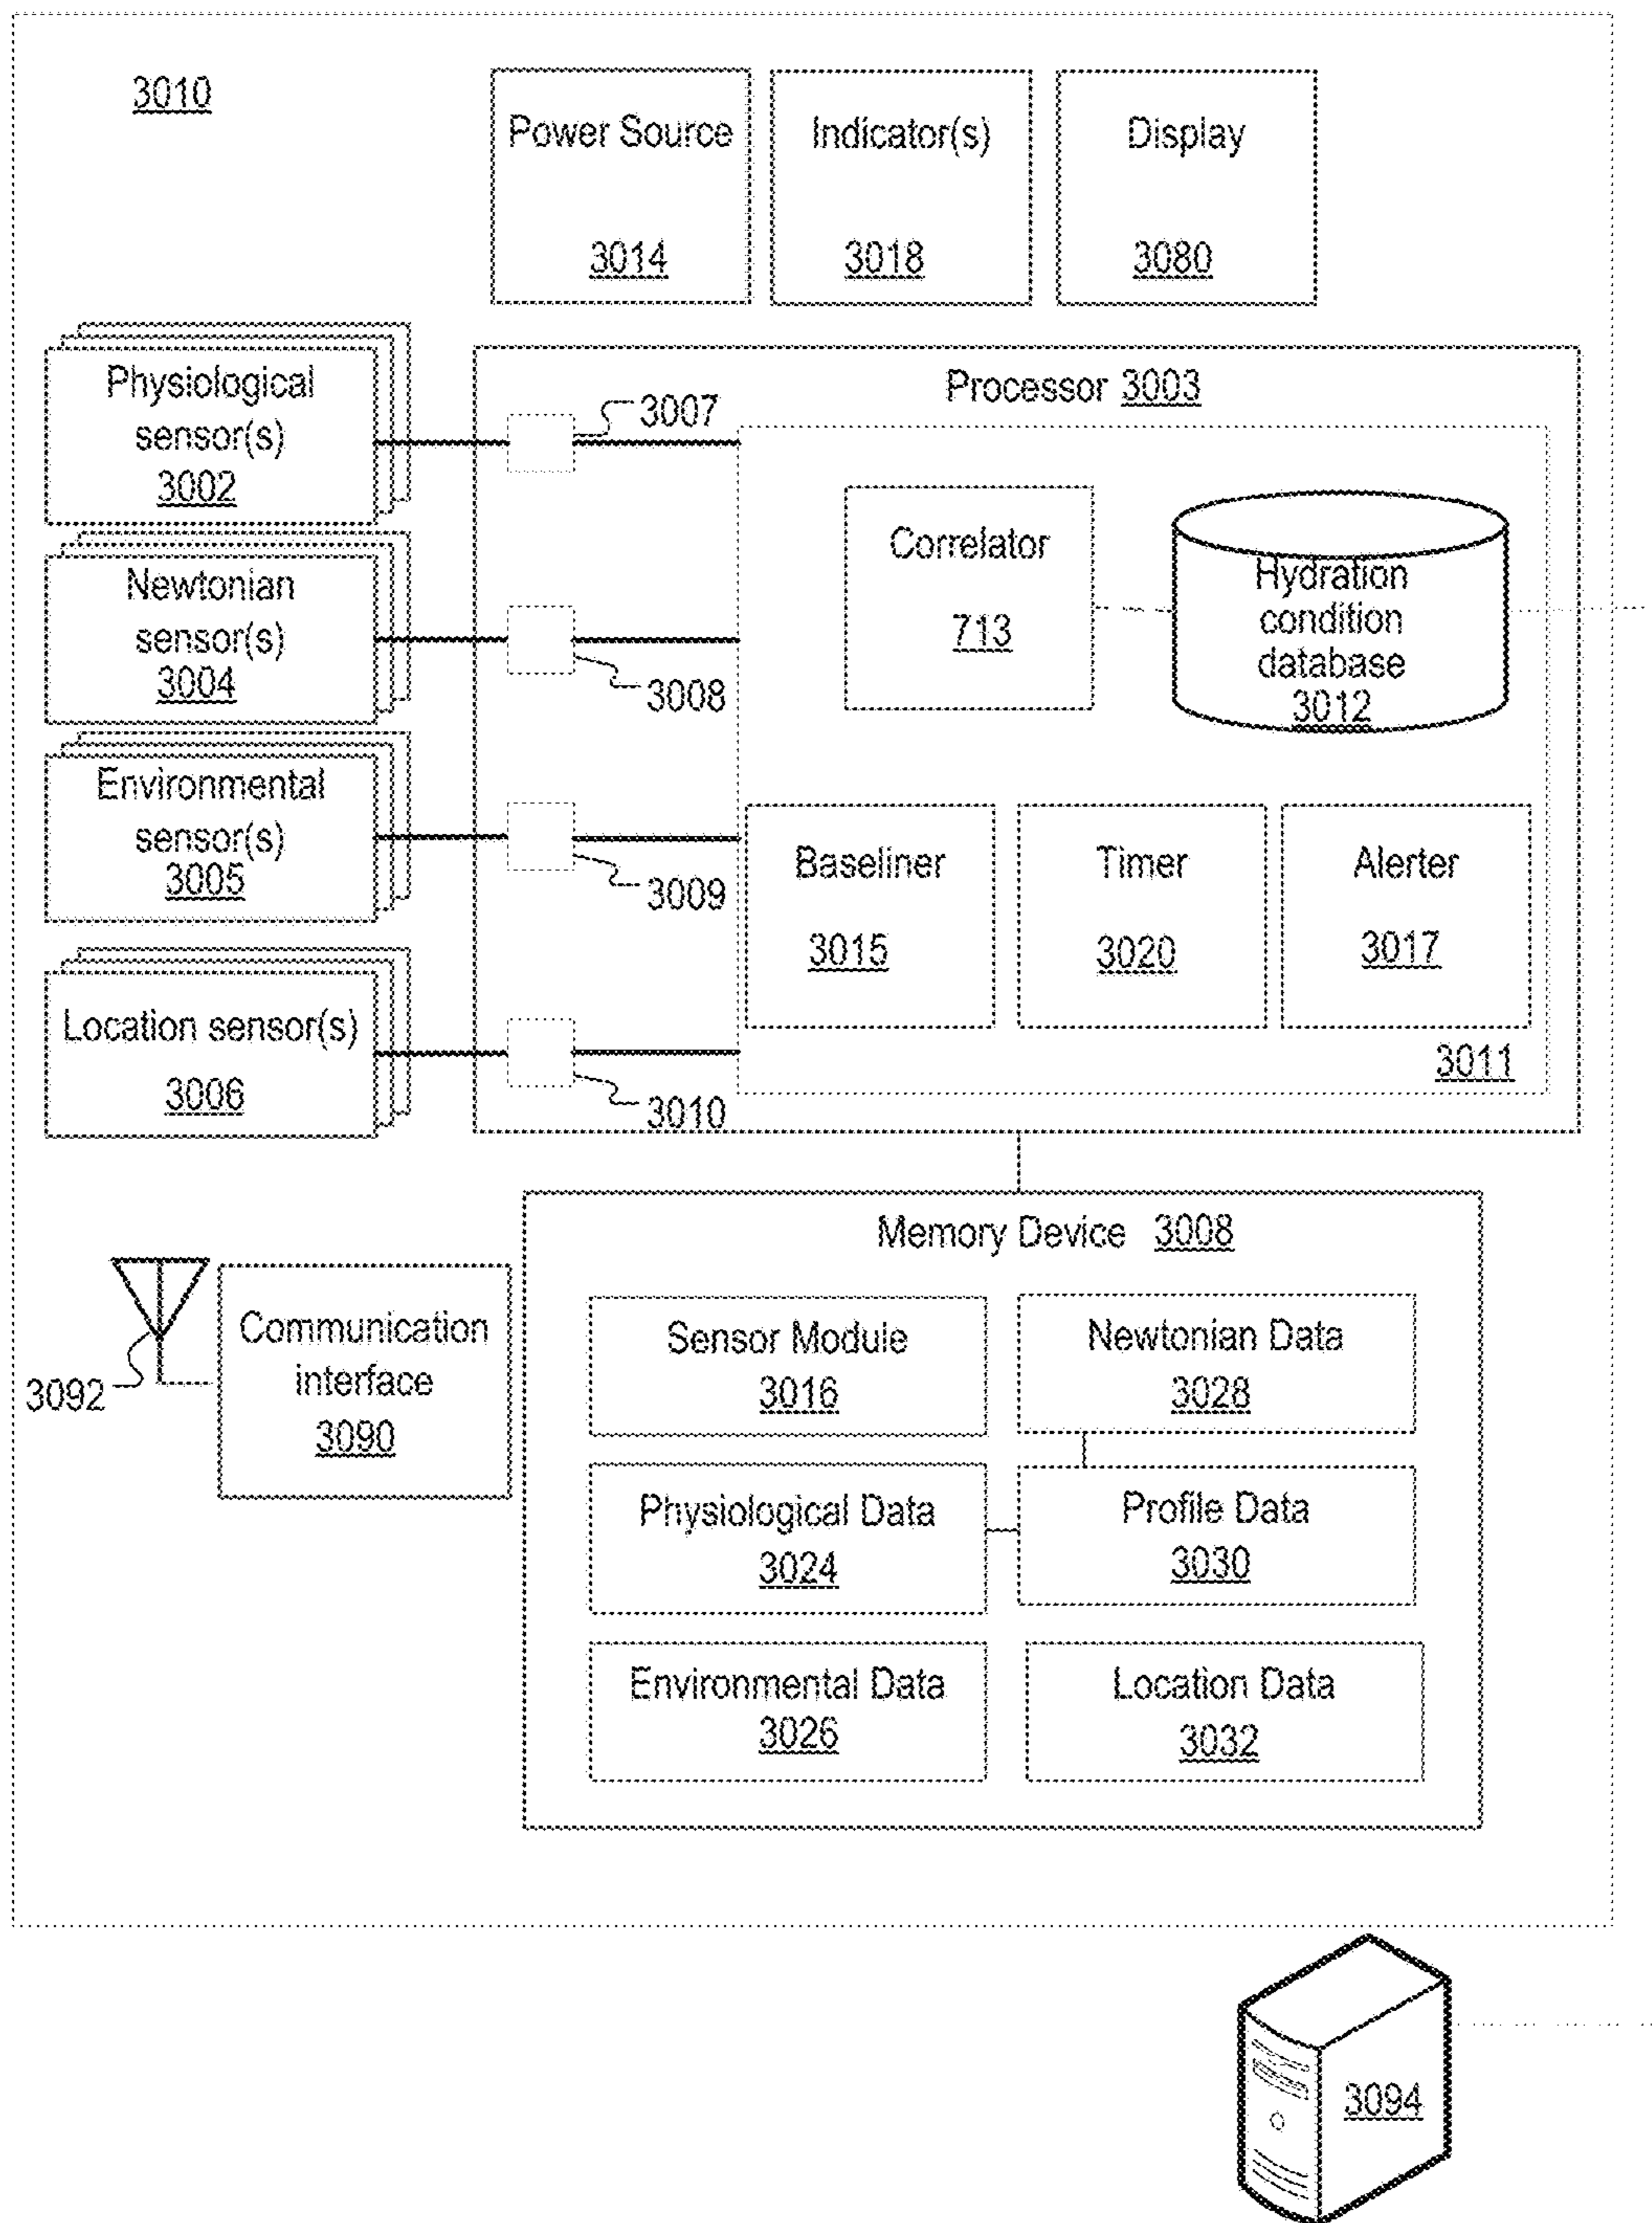 3010
Power Source
3014
Indicator(s)
3018
Display
3080
Physiological
sensor(s)
3002
Newtonian
sensor(s)
3004
Environmental
sensor(s)
3005
Location sensor(s)
3006
Processor 3003
3007
3008
3009
3010
Correlator
713
Hydration
condition
database
3012
Baseliner
3015
Timer
3020
Alerter
3017
3011
Memory Device 3008
Sensor Module
3016
Newtonian Data
3028
Physiological Data
3024
Profile Data
3030
Environmental Data
3026
Location Data
3032
3092
Communication
interface
3090
3094